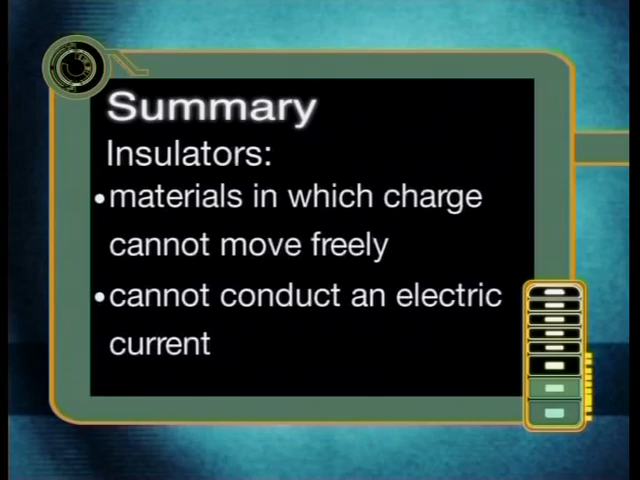 Summary
Insulators:
•materials in which charge
cannot move freely
•cannot conduct an electric
current